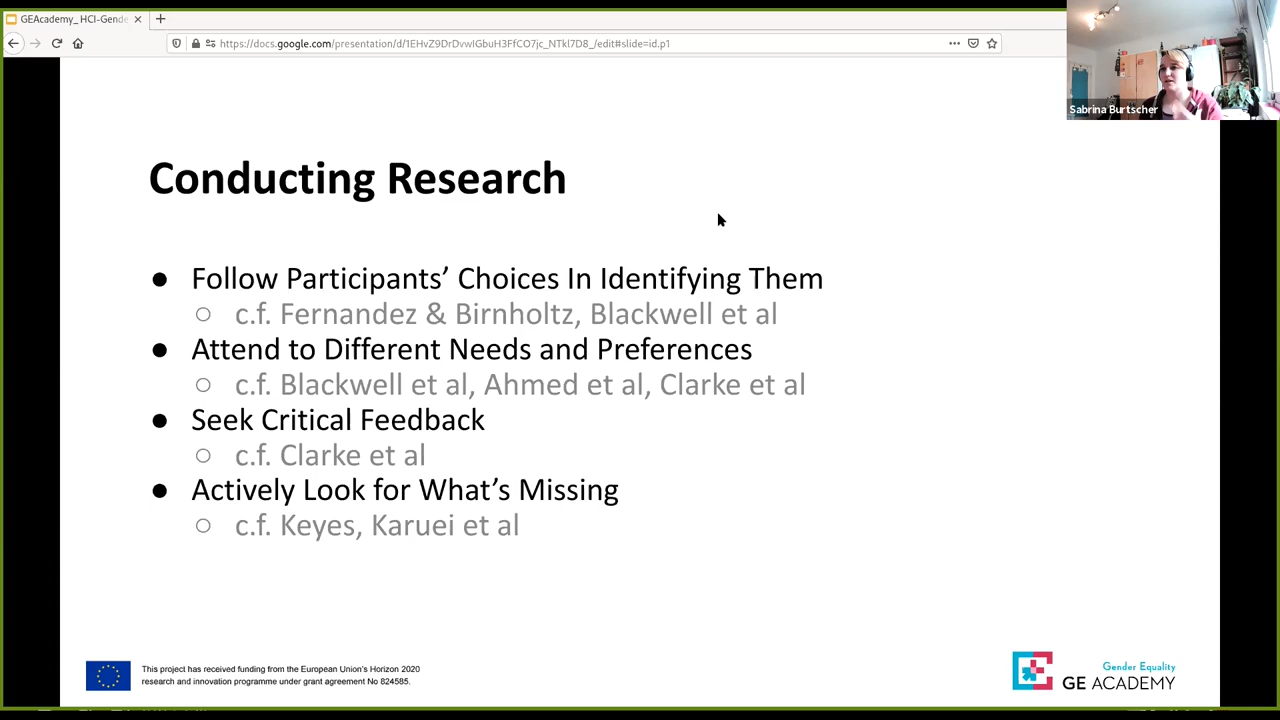 GEAcademy_ HCI-Gende
https://docs.google.com/presentation/d/1EHvZ9DrDvwIGbuH3FfCO7jc_NTkl7D8_/edit#slide=id.p1
Sabrina Burtscher
Conducting Research
● Follow Participants’ Choices In Identifying Them
○ c.f. Fernandez & Birnholtz, Blackwell et al
● Attend to Different Needs and Preferences
○ c.f. Blackwell et al, Ahmed et al, Clarke et al
● Seek Critical Feedback
○ c.f. Clarke et al
● Actively Look for What’s Missing
○ c.f. Keyes, Karuei et al
This project has received funding from the European Union’s Horizon 2020
research and innovation programme under grant agreement No 824585.
Gender Equality
GE ACADEMY